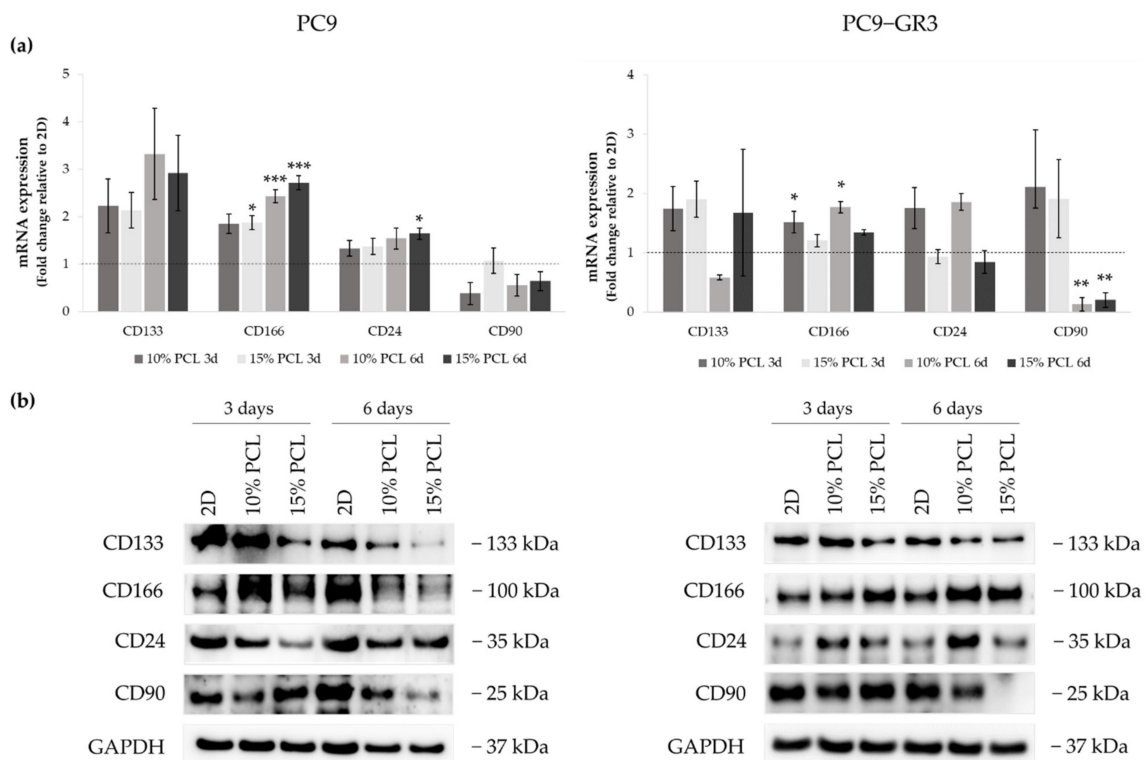 PC9
PC9-GR3
(a)
mRNA expression
(Fold change relative to 2D)
5
4
3
2
1
0
*
***
***
*
CD133
CD166
CD24
CD90
10% PCL 3d
15% PCL 3d
10% PCL 6d
15% PCL 6d
mRNA expression
(Fold change relative to 2D)
4
3
2
1
0
*
*
**
**
CD133
CD166
CD24
CD90
10% PCL 3d
15% PCL 3d
10% PCL 6d
15% PCL 6d
(b)
3 days
6 days
2D
10% PCL
15% PCL
2D
10% PCL
15% PCL
CD133
– 133 kDa
CD166
– 100 kDa
CD24
– 35 kDa
CD90
– 25 kDa
GAPDH
– 37 kDa
3 days
6 days
2D
10% PCL
15% PCL
2D
10% PCL
15% PCL
CD133
– 133 kDa
CD166
– 100 kDa
CD24
– 35 kDa
CD90
– 25 kDa
GAPDH
– 37 kDa